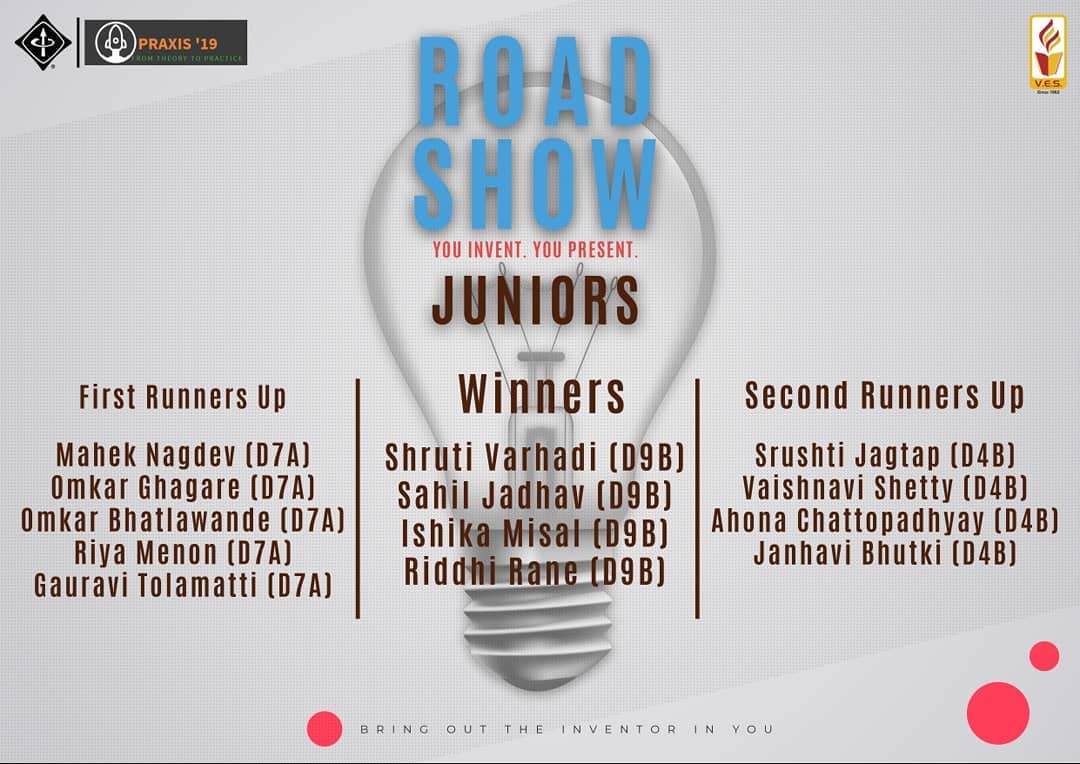 PRAXIS '19
FROM THEORY TO PRACTICE
V.E.S.
Since 1962
ROAD
SHOW
YOU INVENT. YOU PRESENT.
JUNIORS
First Runners Up
Mahek Nagdev (D7A)
Omkar Ghagare (D7A)
Omkar Bhatlawande (D7A)
Riya Menon (D7A)
Gauravi Tolamatti (D7A)
Winners
Shruti Varhadi (D9B)
Sahil Jadhav (D9B)
Ishika Misal (D9B)
Riddhi Rane (D9B)
Second Runners Up
Srushti Jagtap (D4B)
Vaishnavi Shetty (D4B)
Ahona Chattopadhyay (D4B)
Janhavi Bhutki (D4B)
BRING OUT THE INVENTOR IN YOU